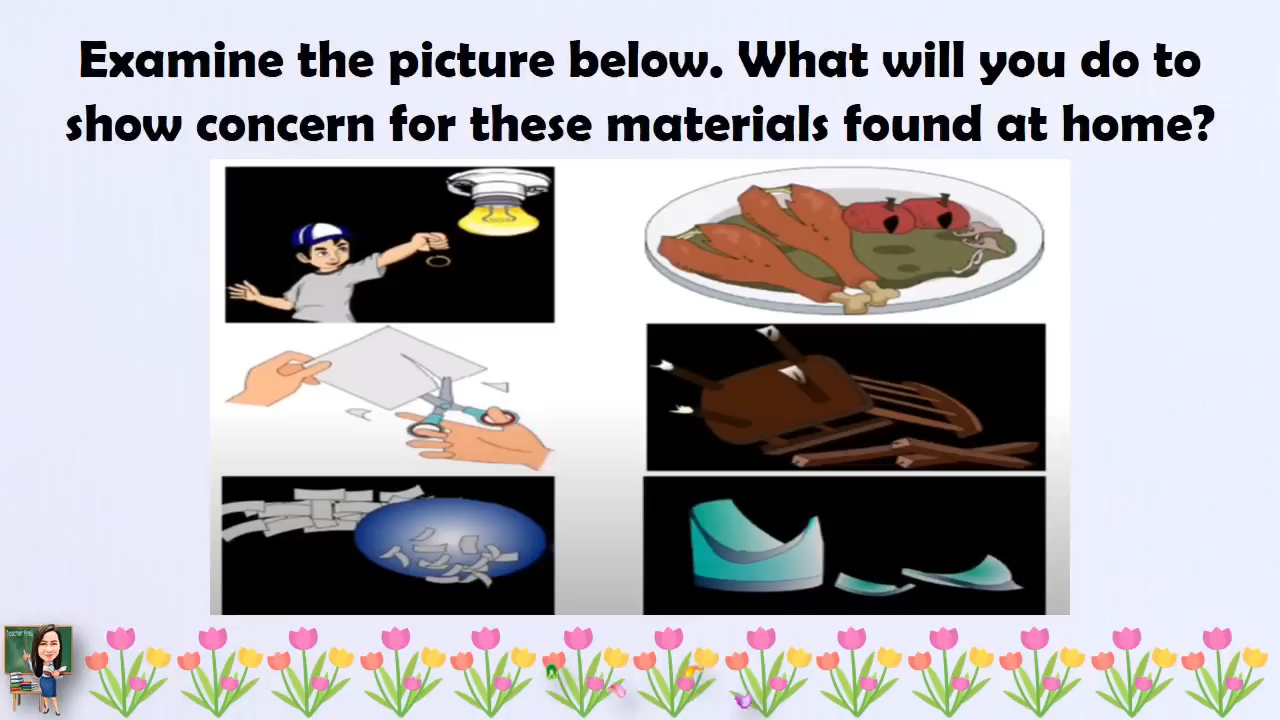 Examine the picture below. What will you do to
show concern for these materials found at home?